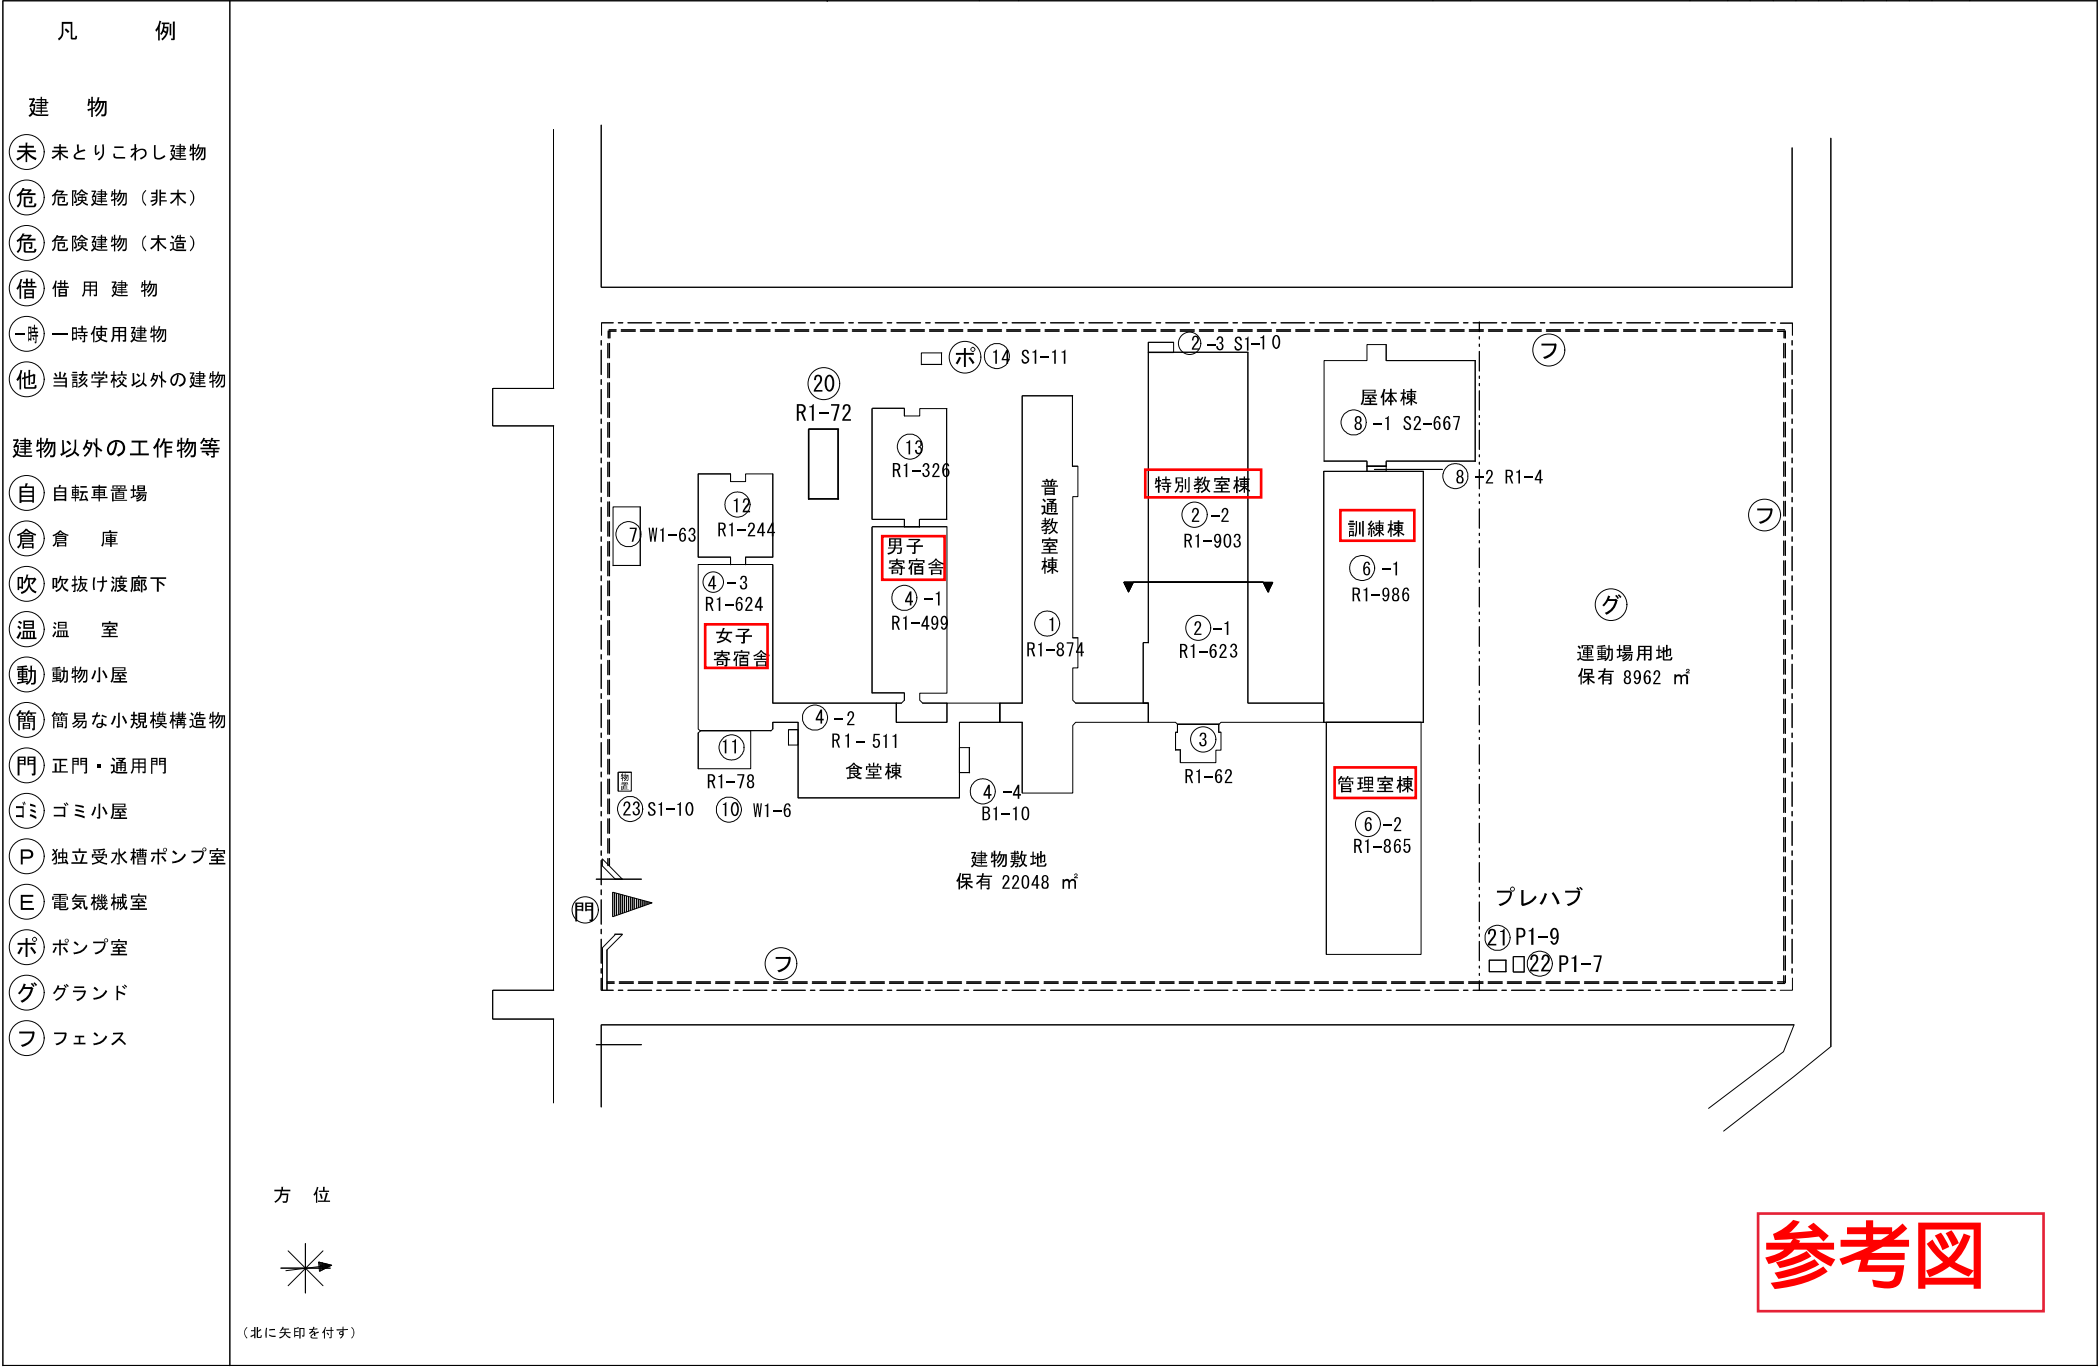 凡 例
建 物
未 未とりこわし建物
危 危険建物（非木）
危 危険建物（木造）
借 借用建物
一時 一時使用建物
他 当該学校以外の建物
建物以外の工作物等
自 自転車置場
倉 倉 庫
吹 吹抜け渡廊下
温 温 室
動 動物小屋
簡 簡易な小規模構造物
門 正門・通用門
ゴミ ゴミ小屋
P 独立受水槽ポンプ室
E 電気機械室
ポ ポンプ室
グ グランド
フ フェンス
方 位
（北に矢印を付す）
②-3 S1-10
フ
ポ ⑭ S1-11
⑳
R1-72
屋体棟
⑧-1 S2-667
⑬
R1-326
⑧-2 R1-4
特別教室棟
②-2
R1-903
普通教室棟
⑫
R1-244
⑦ W1-63
フ
訓練棟
⑥-1
R1-986
男子
寄宿舎
④-1
R1-499
④-3
R1-624
女子
寄宿舎
①
R1-874
②-1
R1-623
グ
運動場用地
保有 8962 ㎡
④-2
R1-511
食堂棟
⑪
R1-78
③
R1-62
物置
㉓ S1-10
⑩ W1-6
④-4
B1-10
管理室棟
⑥-2
R1-865
建物敷地
保有 22048 ㎡
門
フ
プレハブ
㉑ P1-9
㉒ P1-7
参考図